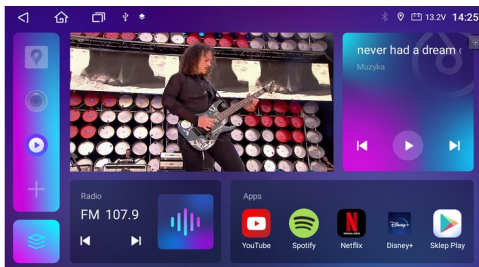 13.2V 14:25
never had a dream
Muzyka
Radio
FM 107.9
Apps
YouTube
Spotify
Netflix
Disney+
Sklep Play